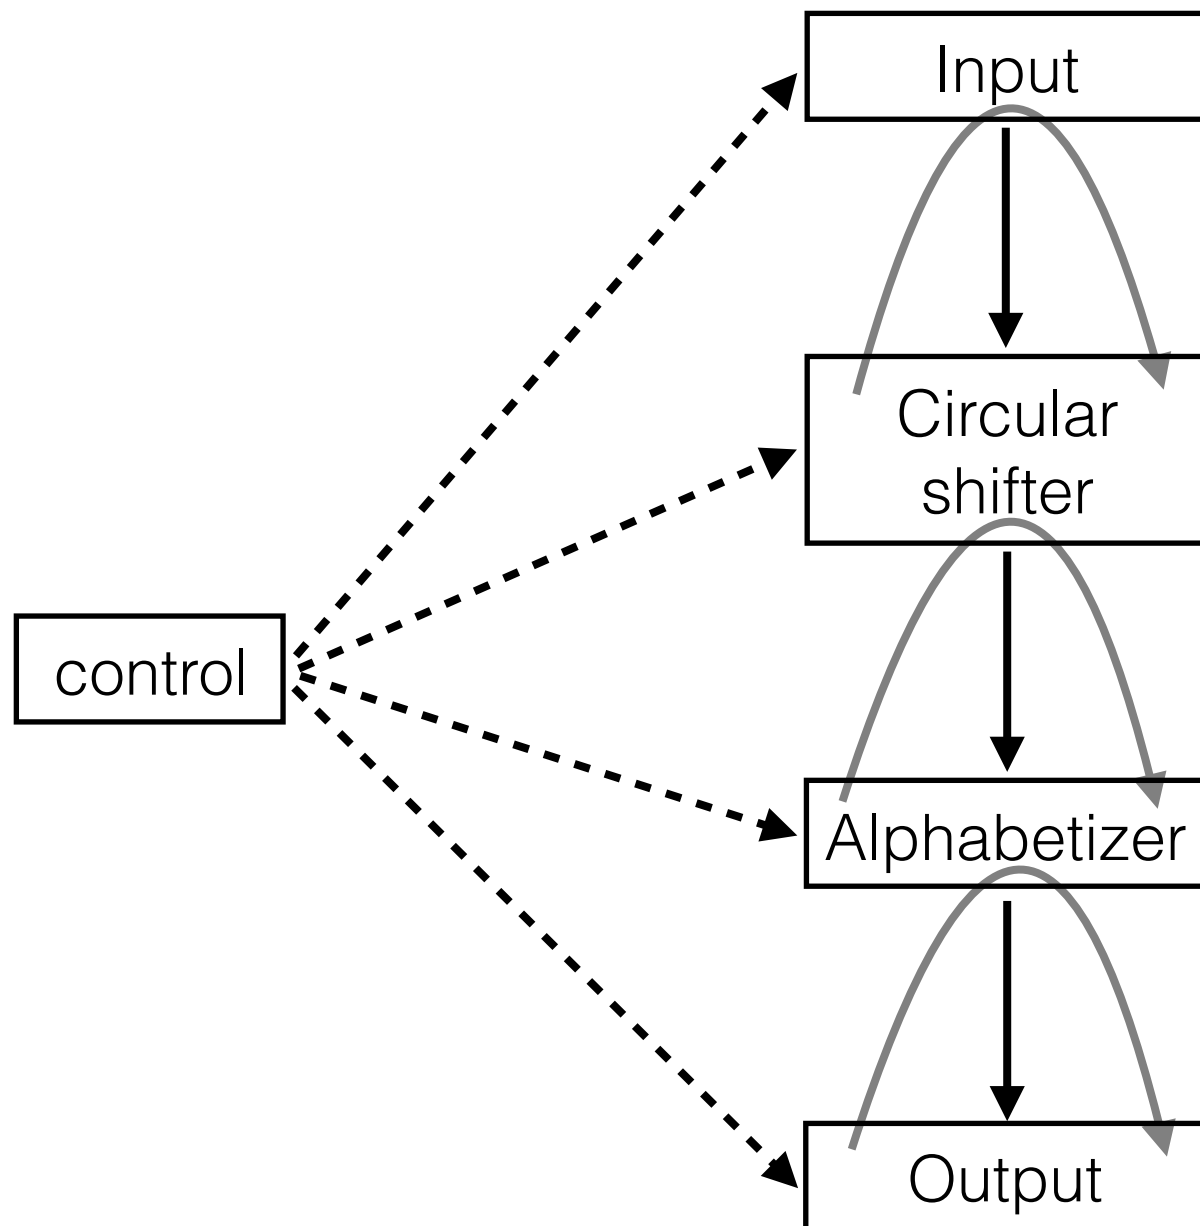 Input
Circular
shifter
control
Alphabetizer
Output